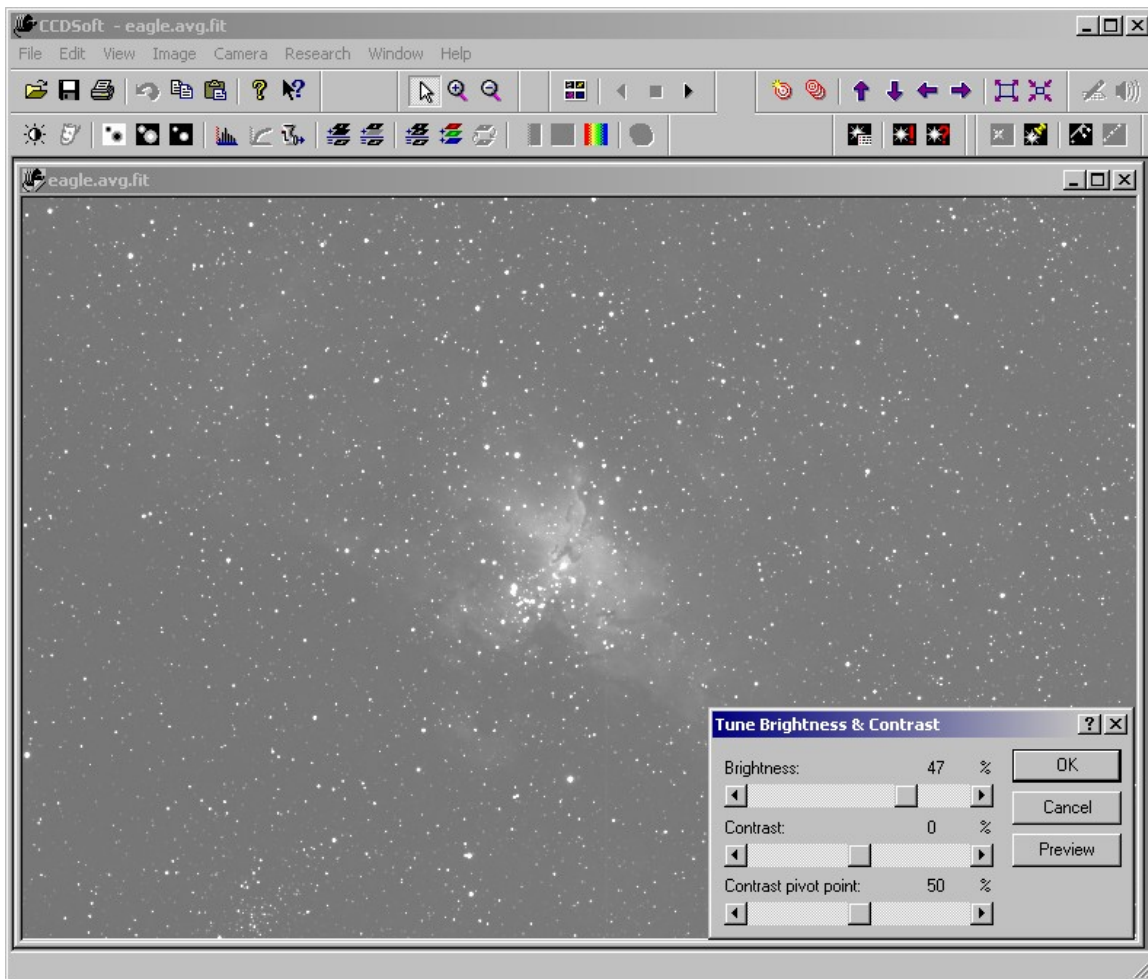 CCDSoft - eagle.avg.fit
File Edit View Image Camera Research Window Help
eagle.avg.fit
Tune Brightness & Contrast
Brightness: 47 %
OK
Cancel
Contrast: 0 %
Preview
Contrast pivot point: 50 %